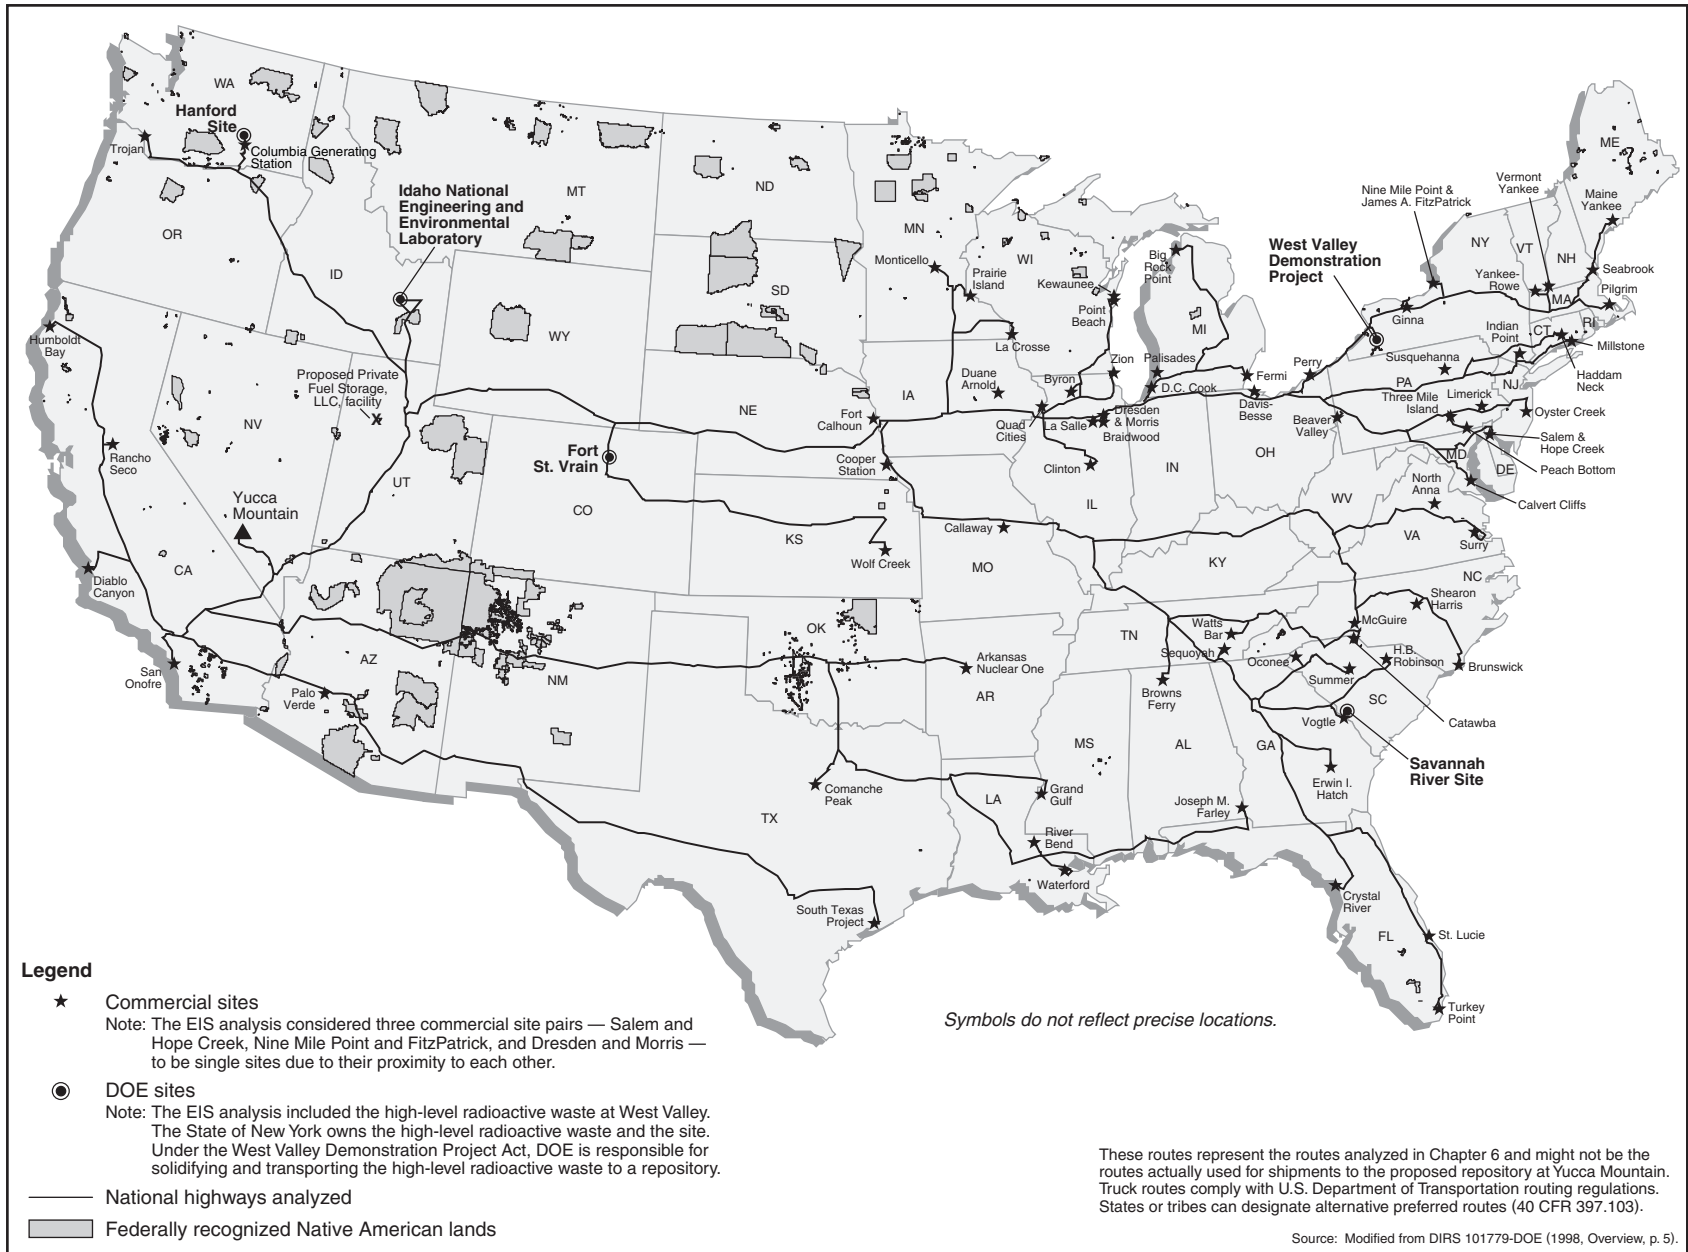 WA
Hanford
Site
Trojan
Columbia Generating
Station
OR
ID
MT
Idaho National
Engineering and
Environmental
Laboratory
ND
SD
WY
NE
MN
Monticello
Prairie
Island
WI
Kewaunee
Point
Beach
La Crosse
Big
Rock
Point
MI
Zion
Palisades
Byron
D.C. Cook
Fermi
Davis-
Besse
Perry
Duane
Arnold
IA
Quad
Cities
La Salle
Dresden
& Morris
Braidwood
Clinton
IL
IN
OH
Fort
Calhoun
Cooper
Station
Humboldt
Bay
Proposed Private
Fuel Storage,
LLC, facility
X
NV
Rancho
Seco
Yucca
Mountain
CA
Diablo
Canyon
San
Onofre
UT
Fort
St. Vrain
CO
KS
Wolf Creek
Callaway
MO
KY
WV
VA
North
Anna
Surry
NC
AZ
Palo
Verde
NM
OK
Arkansas
Nuclear One
AR
TN
Watts
Bar
Sequoyah
Browns
Ferry
Oconee
Summer
McGuire
Shearon
Harris
H.B.
Robinson
Brunswick
SC
Catawba
Vogtle
Savannah
River Site
MS
AL
GA
Erwin I.
Hatch
Joseph M.
Farley
TX
Comanche
Peak
LA
Grand
Gulf
River
Bend
Waterford
South Texas
Project
Crystal
River
FL
St. Lucie
Turkey
Point
Nine Mile Point &
James A. FitzPatrick
Vermont
Yankee
ME
Maine
Yankee
West Valley
Demonstration
Project
NY
VT
NH
Yankee-
Rowe
Seabrook
MA
Pilgrim
Ginna
Indian
Point
CT
RI
Millstone
Haddam
Neck
Susquehanna
PA
NJ
Three Mile
Island
Limerick
Oyster Creek
Beaver
Valley
Salem &
Hope Creek
MD
DE
Peach Bottom
Calvert Cliffs
Legend
Commercial sites
Note: The EIS analysis considered three commercial site pairs — Salem and
Hope Creek, Nine Mile Point and FitzPatrick, and Dresden and Morris —
to be single sites due to their proximity to each other.
DOE sites
Note: The EIS analysis included the high-level radioactive waste at West Valley.
The State of New York owns the high-level radioactive waste and the site.
Under the West Valley Demonstration Project Act, DOE is responsible for
solidifying and transporting the high-level radioactive waste to a repository.
National highways analyzed
Federally recognized Native American lands
Symbols do not reflect precise locations.
These routes represent the routes analyzed in Chapter 6 and might not be the
routes actually used for shipments to the proposed repository at Yucca Mountain.
Truck routes comply with U.S. Department of Transportation routing regulations.
States or tribes can designate alternative preferred routes (40 CFR 397.103).
Source: Modified from DIRS 101779-DOE (1998, Overview, p. 5).